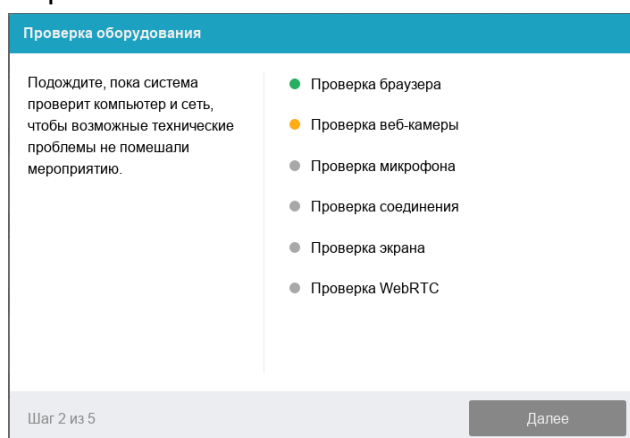 Проверка оборудования
Подождите, пока система
проверит компьютер и сеть,
чтобы возможные технические
проблемы не помешали
мероприятию.
Проверка браузера
Проверка веб-камеры
Проверка микрофона
Проверка соединения
Проверка экрана
Проверка WebRTC
Шаг 2 из 5
Далее